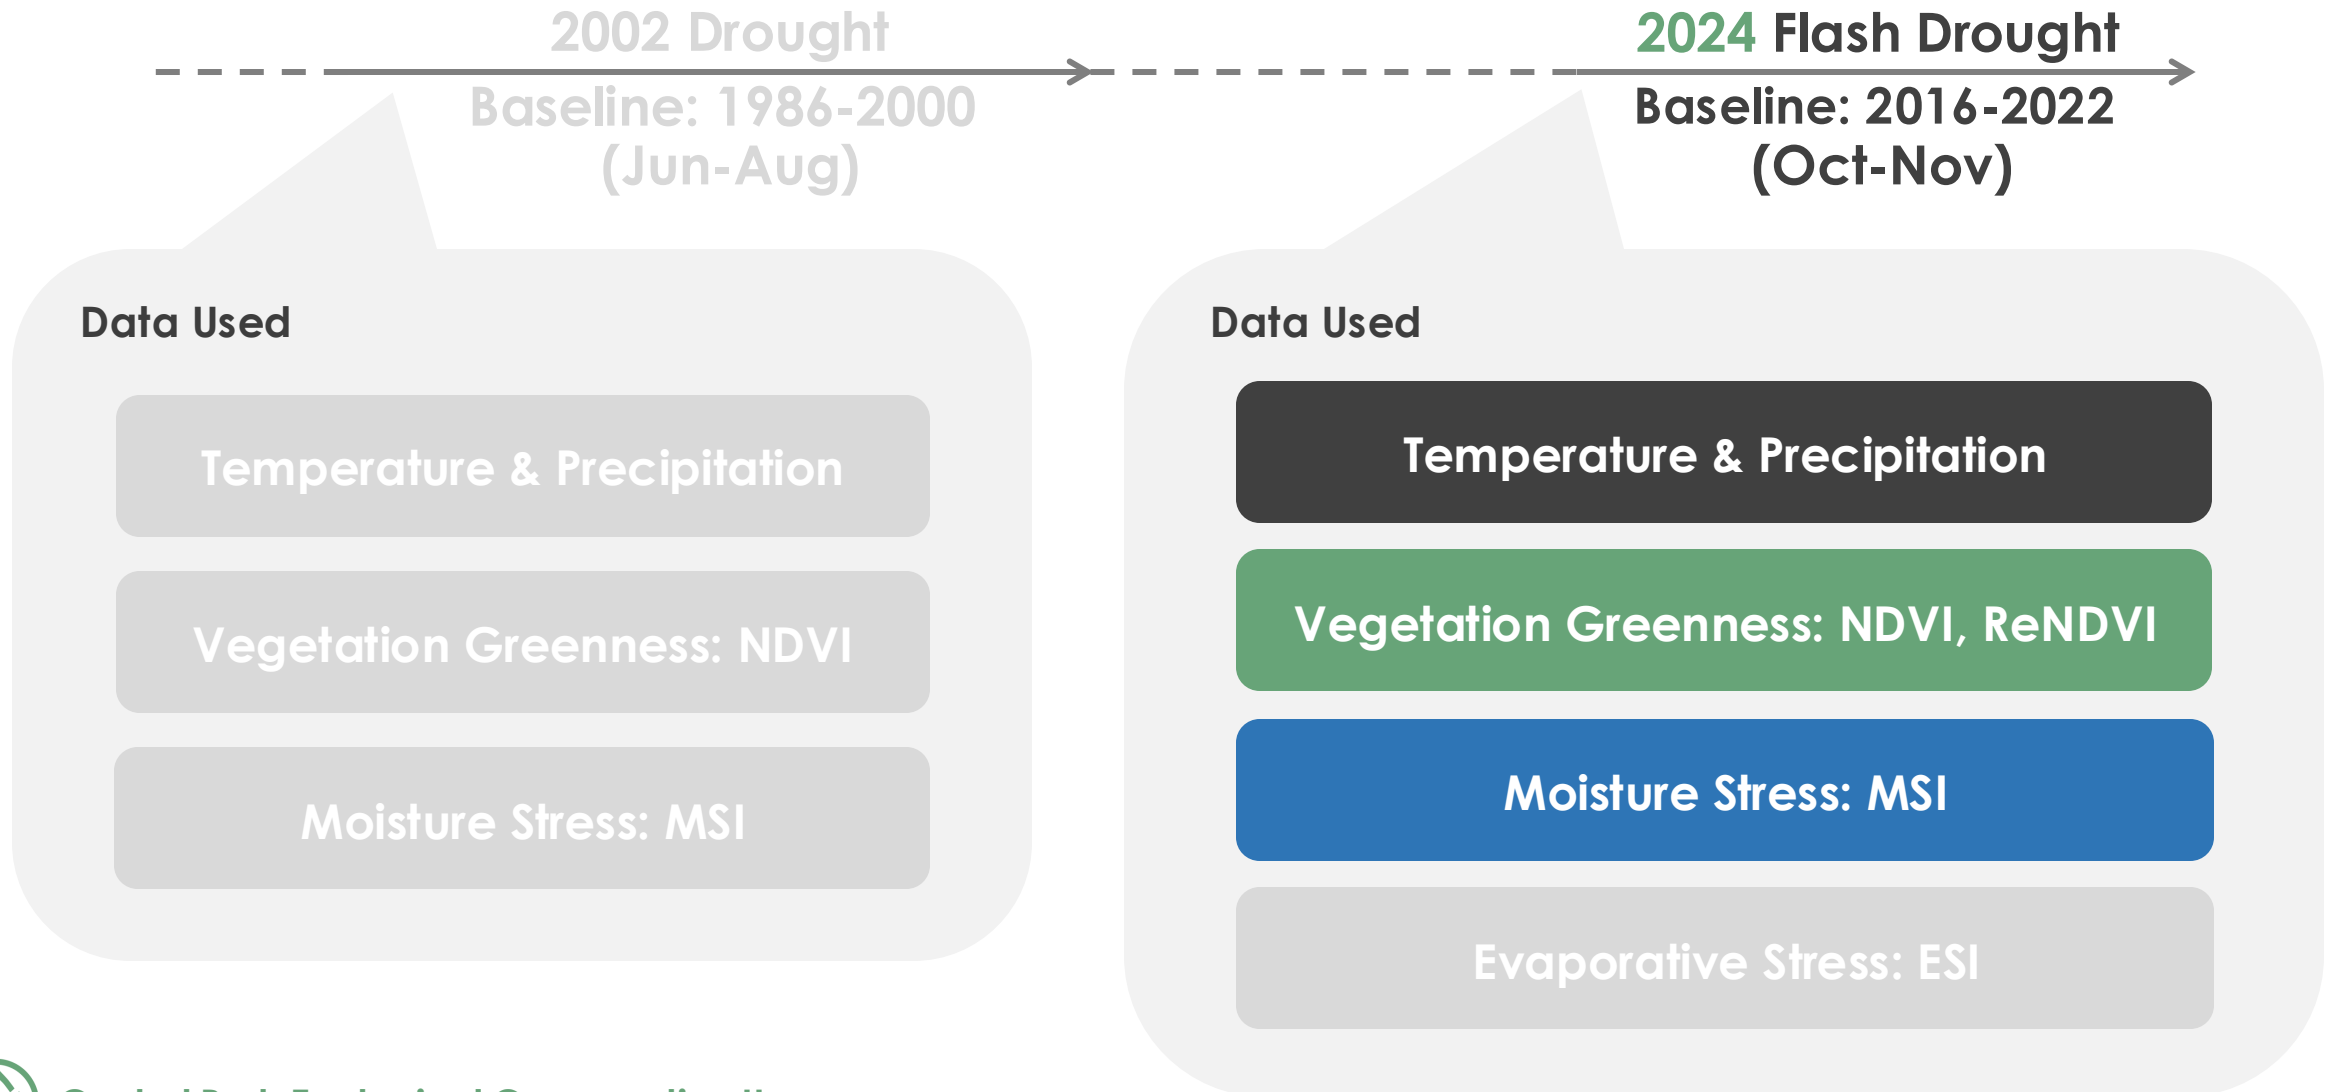 2002 Drought
Baseline: 1986-2000
(Jun-Aug)
2024 Flash Drought
Baseline: 2016-2022
(Oct-Nov)
Data Used
Temperature & Precipitation
Vegetation Greenness: NDVI
Moisture Stress: MSI
Data Used
Temperature & Precipitation
Vegetation Greenness: NDVI, ReNDVI
Moisture Stress: MSI
Evaporative Stress: ESI